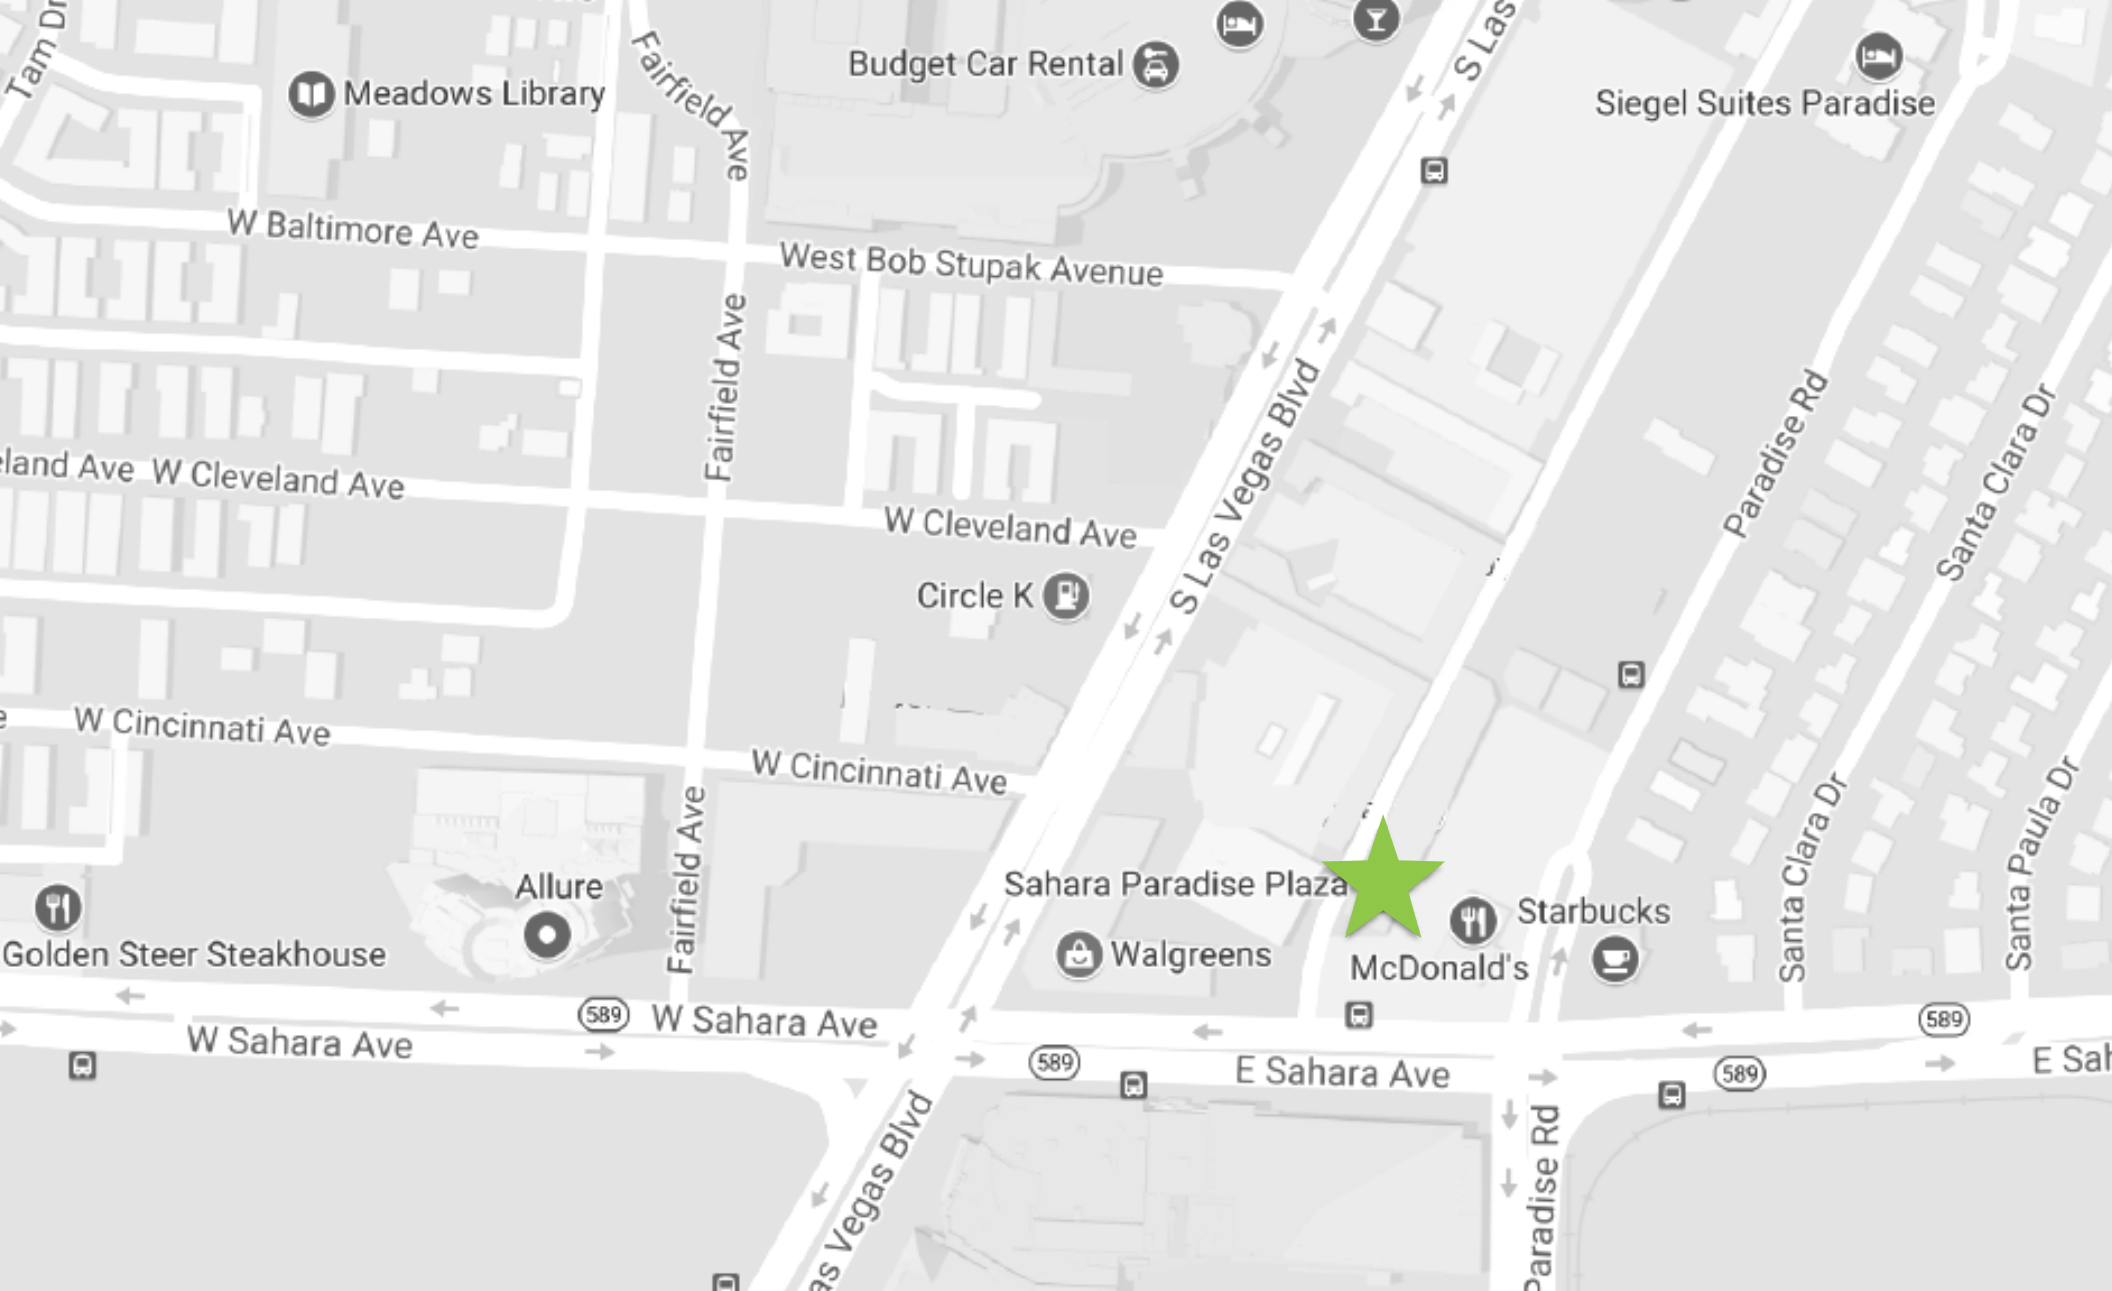 Tam Dr
Fairfield Ave
Budget Car Rental
S Las
Meadows Library
Siegel Suites Paradise
W Baltimore Ave
West Bob Stupak Avenue
Fairfield Ave
S Las Vegas Blvd
Paradise Rd
Santa Clara Dr
W Cleveland Ave
W Cleveland Ave
Circle K
W Cincinnati Ave
W Cincinnati Ave
Fairfield Ave
Santa Clara Dr
Santa Paula Dr
Allure
Sahara Paradise Plaza
Starbucks
Golden Steer Steakhouse
Walgreens
McDonald's
589
W Sahara Ave
W Sahara Ave
589
E Sahara Ave
589
589
E Sah
as Vegas Blvd
Paradise Rd